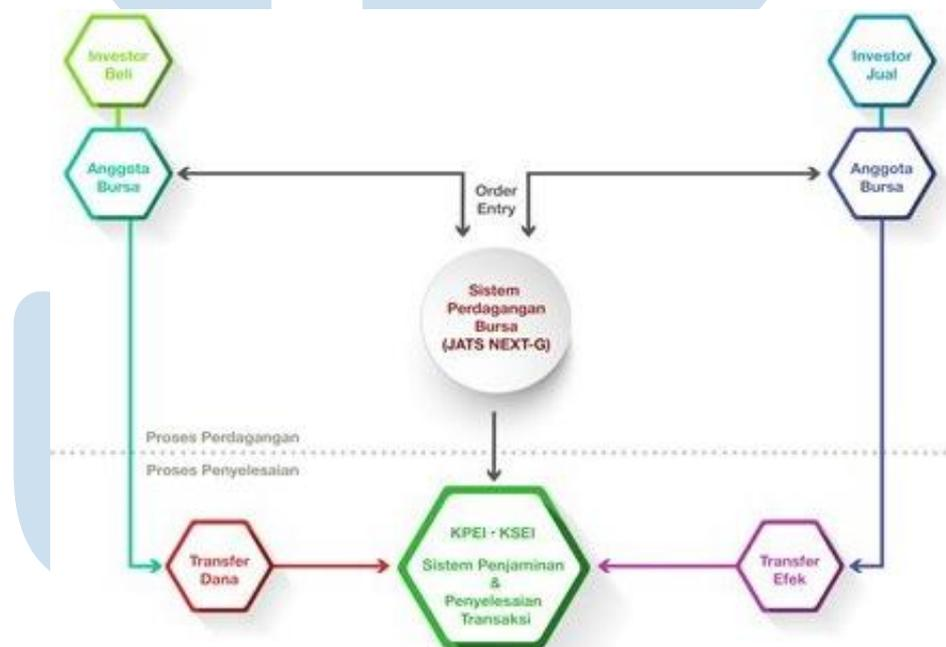 Investor
Beli
Investor
Jual
Anggota
Bursa
Anggota
Bursa
Order
Entry
Sistem
Perdagangan
Bursa
(JATS NEXT-G)
Proses Perdagangan
Proses Penyelesaian
Transfer
Dana
KPEI - KSEI
Sistem Penjaminan
&
Penyelesaian
Transaksi
Transfer
Efek